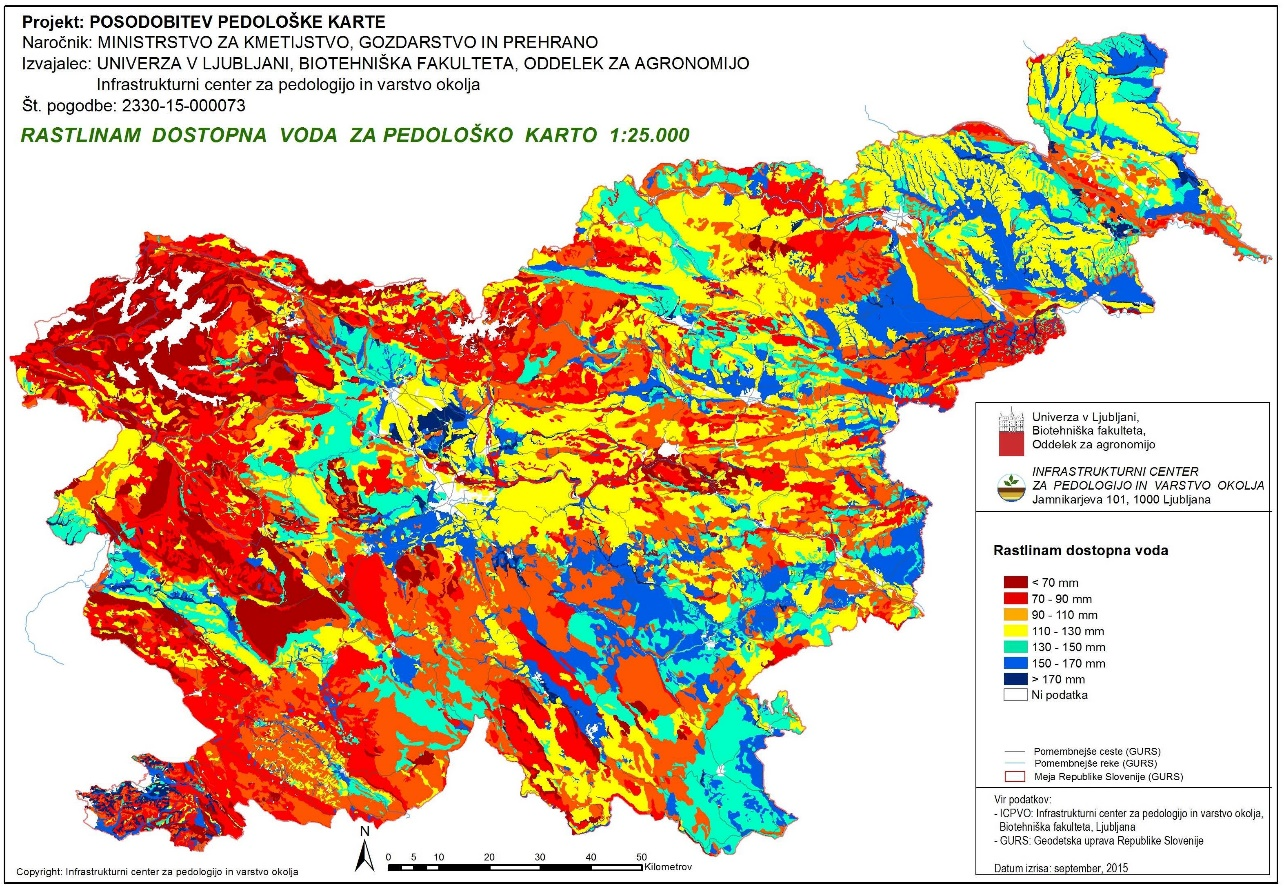 Projekt: POSODOBITEV PEDOLOŠKE KARTE
Naročnik: MINISTRSTVO ZA KMETIJSTVO, GOZDARSTVO IN PREHRANO
Izvajalec: UNIVERZA V LJUBLJANI, BIOTEHNIŠKA FAKULTETA, ODDELEK ZA AGRONOMIJO
Infrastrukturni center za pedologijo in varstvo okolja
Št. pogodbe: 2330-15-000073
RASTLINAM DOSTOPNA VODA ZA PEDOLOŠKO KARTO 1:25.000
Univerza v Ljubljani,
Biotehniška fakulteta,
Oddelek za agronomijo
INFRASTRUKTURNI CENTER
ZA PEDOLOGIJO IN VARSTVO OKOLJA
Jamnikarjeva 101, 1000 Ljubljana
Rastlinam dostopna voda
< 70 mm
70 - 90 mm
90 - 110 mm
110 - 130 mm
130 - 150 mm
150 - 170 mm
> 170 mm
Ni podatka
Pomembnejše ceste (GURS)
Pomembnejše reke (GURS)
Meja Republike Slovenije (GURS)
Vir podatkov:
- ICPVO: Infrastrukturni center za pedologijo in varstvo okolja,
Biotehniška fakulteta, Ljubljana
- GURS: Geodetska uprava Republike Slovenije
Datum izrisa: september, 2015
N
0 5 10 20 30 40 50
Kilometrov
Copyright: Infrastrukturni center za pedologijo in varstvo okolja